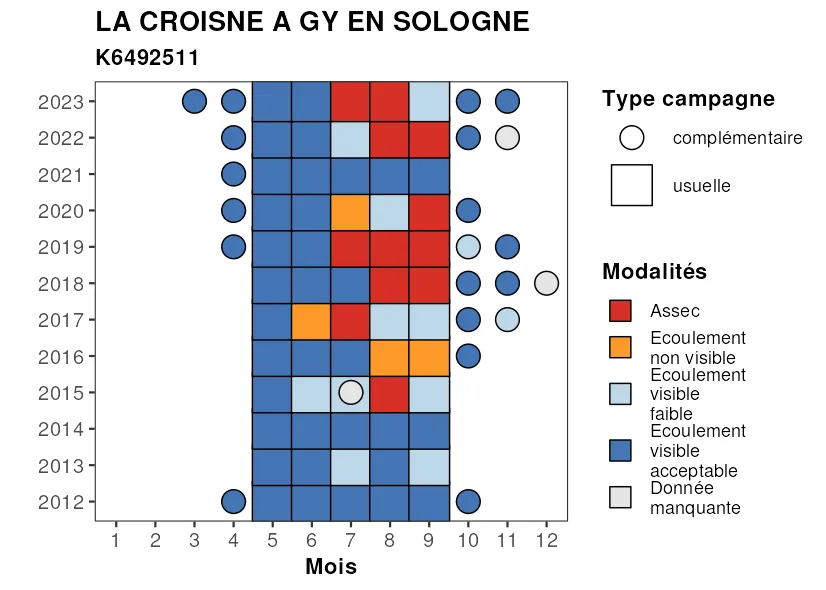 LA CROISNE A GY EN SOLOGNE
K6492511
2023
2022
2021
2020
2019
2018
2017
2016
2015
2014
2013
2012
1 2 3 4 5 6 7 8 9 10 11 12
Mois
Type campagne
complémentaire
usuelle
Modalités
Assec
Ecoulement
non visible
Ecoulement
visible
faible
Ecoulement
visible
acceptable
Donnée
manquante